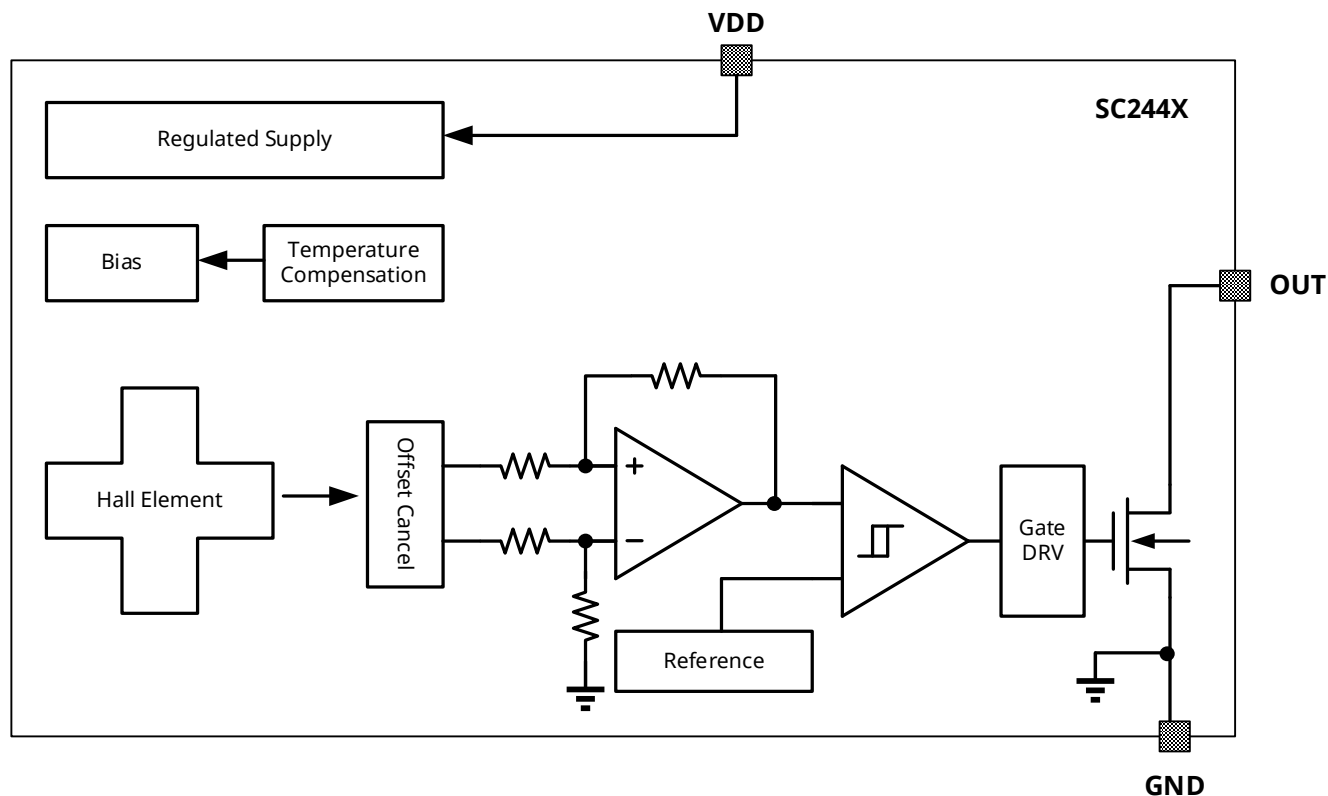 VDD
SC244X
Regulated Supply
Bias
Temperature
Compensation
OUT
Hall Element
Offset Cancel
+
−
Gate
DRV
Reference
GND